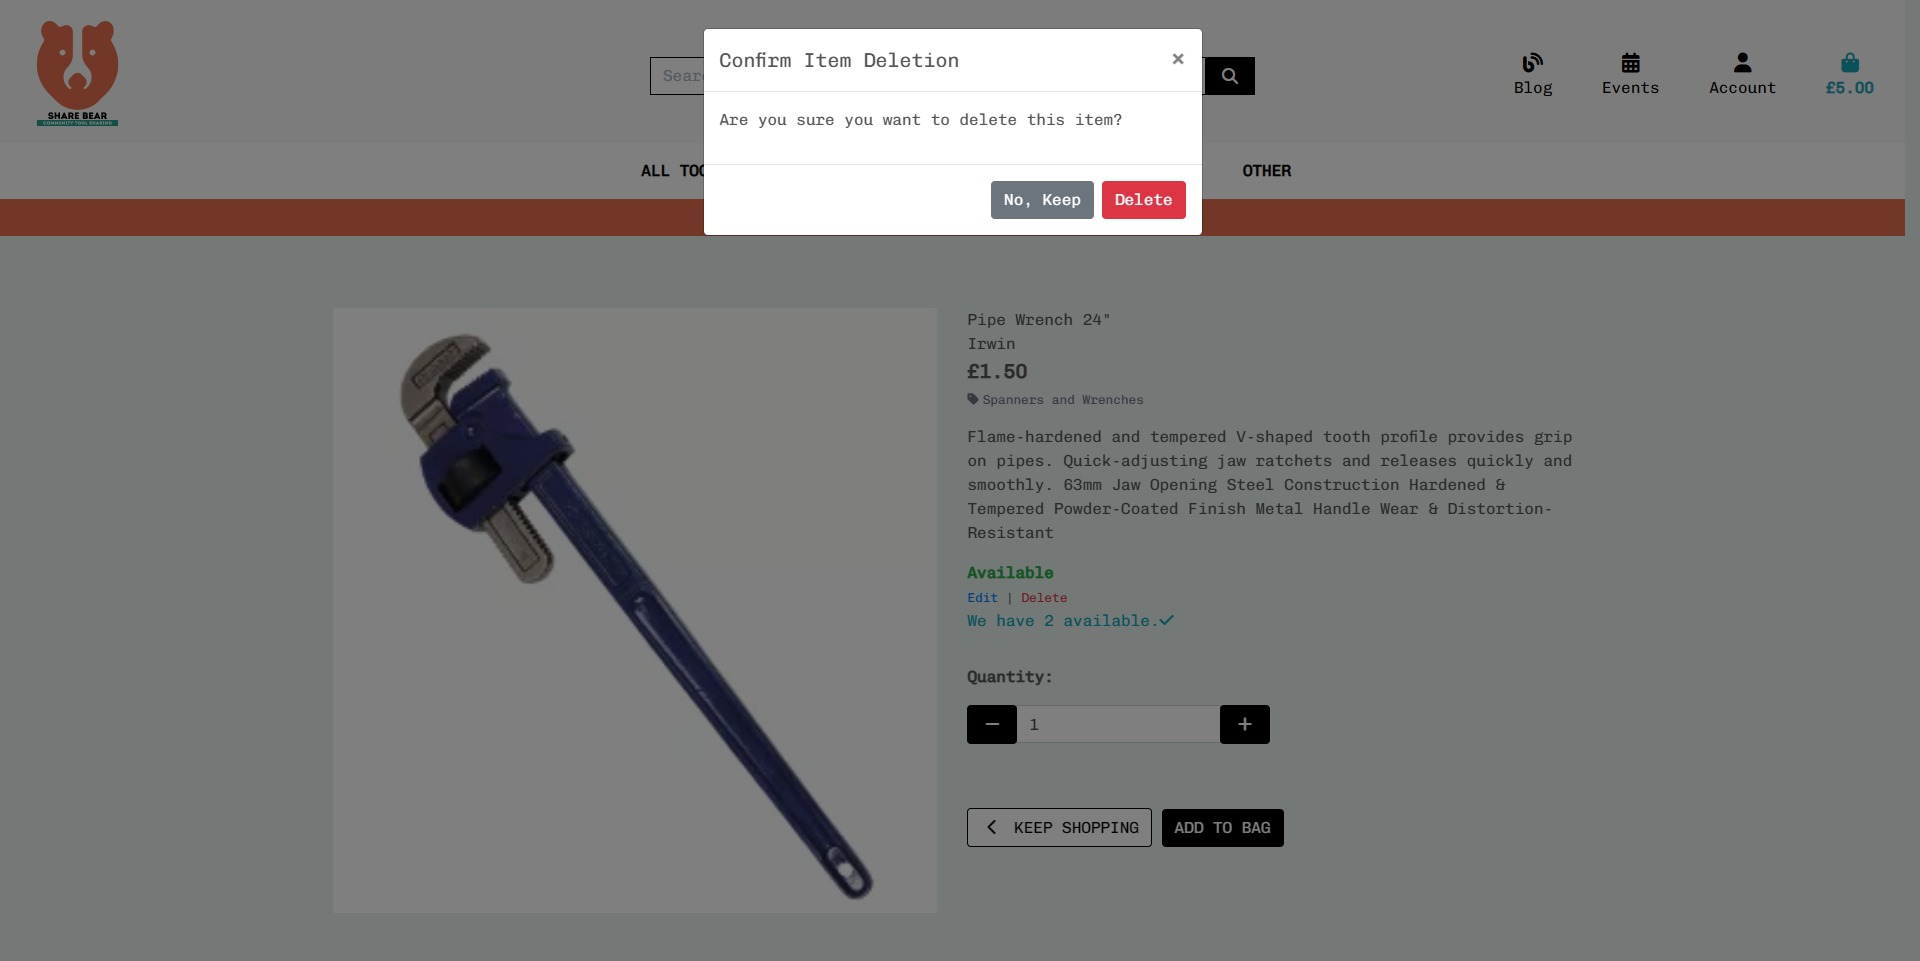 SHARE BEAR
COMMUNITY TOOL SHARING
Sear
Blog
Events
Account
£5.00
ALL TOO
OTHER
Confirm Item Deletion
×
Are you sure you want to delete this item?
No, Keep
Delete
Pipe Wrench 24"
Irwin
£1.50
Spanners and Wrenches
Flame-hardened and tempered V-shaped tooth profile provides grip
on pipes. Quick-adjusting jaw ratchets and releases quickly and
smoothly. 63mm Jaw Opening Steel Construction Hardened &
Tempered Powder-Coated Finish Metal Handle Wear & Distortion-
Resistant
Available
Edit | Delete
We have 2 available.
Quantity:
1
KEEP SHOPPING
ADD TO BAG